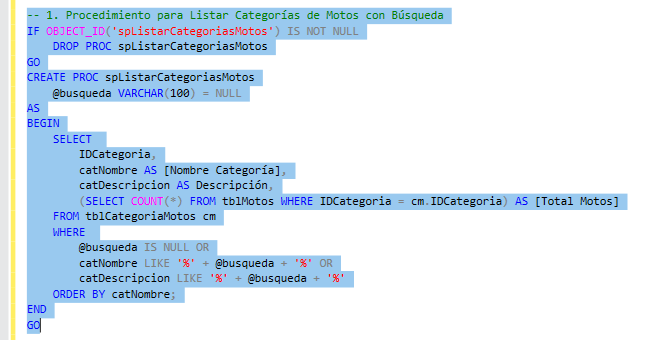 -- 1. Procedimiento para Listar Categorías de Motos con Búsqueda
IF OBJECT_ID('spListarCategoriasMotos') IS NOT NULL
    DROP PROC spListarCategoriasMotos
GO
CREATE PROC spListarCategoriasMotos
    @busqueda VARCHAR(100) = NULL
AS
BEGIN
    SELECT
        IDCategoria,
        catNombre AS [Nombre Categoría],
        catDescripcion AS Descripción,
        (SELECT COUNT(*) FROM tblMotos WHERE IDCategoria = cm.IDCategoria) AS [Total Motos]
    FROM tblCategoriaMotos cm
    WHERE
        @busqueda IS NULL OR
        catNombre LIKE '%' + @busqueda + '%' OR
        catDescripcion LIKE '%' + @busqueda + '%'
    ORDER BY catNombre;
END
GO